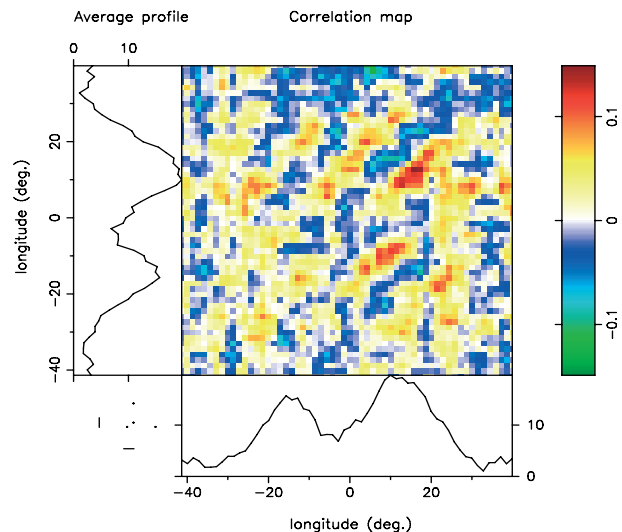 Average profile
Correlation map
0 10
20
0
−20
−40
longitude (deg.)
0.1
0
−0.1
10
0
−40 −20 0 20
longitude (deg.)